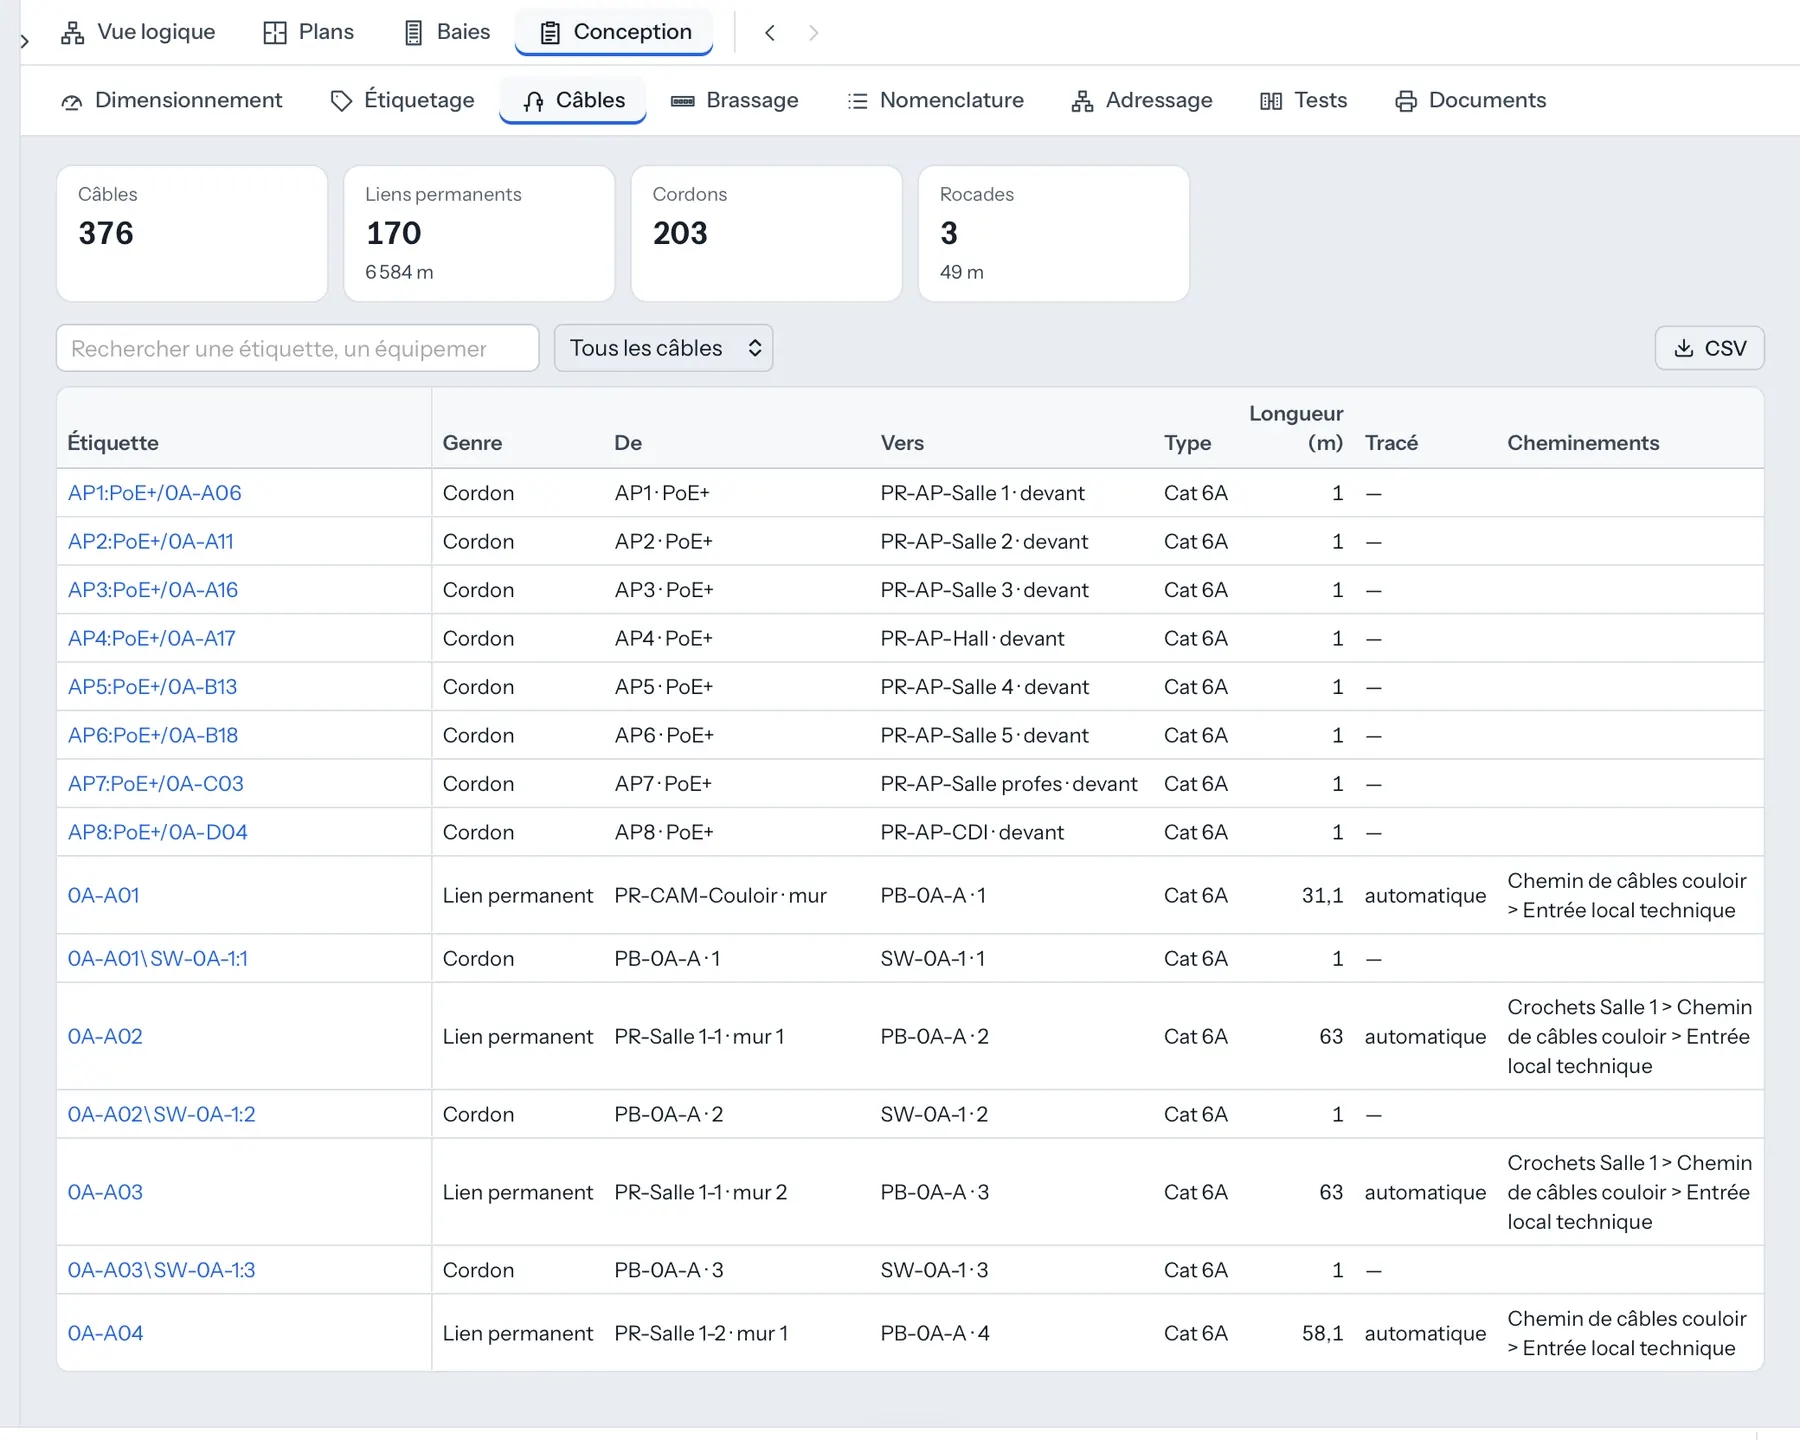 Vue logique Plans Baies Conception
Dimensionnement Étiquetage Câbles Brassage Nomenclature Adressage Tests Documents
Câbles
376
Liens permanents
170
6 584 m
Cordons
203
Rocades
3
49 m
Rechercher une étiquette, un équipemer
Tous les câbles
CSV
Étiquette Genre De Vers Type Longueur (m) Tracé Cheminements
AP1:PoE+/0A-A06 Cordon AP1 · PoE+ PR-AP-Salle 1 · devant Cat 6A 1 —
AP2:PoE+/0A-A11 Cordon AP2 · PoE+ PR-AP-Salle 2 · devant Cat 6A 1 —
AP3:PoE+/0A-A16 Cordon AP3 · PoE+ PR-AP-Salle 3 · devant Cat 6A 1 —
AP4:PoE+/0A-A17 Cordon AP4 · PoE+ PR-AP-Hall · devant Cat 6A 1 —
AP5:PoE+/0A-B13 Cordon AP5 · PoE+ PR-AP-Salle 4 · devant Cat 6A 1 —
AP6:PoE+/0A-B18 Cordon AP6 · PoE+ PR-AP-Salle 5 · devant Cat 6A 1 —
AP7:PoE+/0A-C03 Cordon AP7 · PoE+ PR-AP-Salle profes · devant Cat 6A 1 —
AP8:PoE+/0A-D04 Cordon AP8 · PoE+ PR-AP-CDI · devant Cat 6A 1 —
0A-A01 Lien permanent PR-CAM-Couloir · mur PB-0A-A · 1 Cat 6A 31,1 automatique Chemin de câbles couloir
> Entrée local technique
0A-A01\SW-0A-1:1 Cordon PB-0A-A · 1 SW-0A-1 · 1 Cat 6A 1 —
0A-A02 Lien permanent PR-Salle 1-1 · mur 1 PB-0A-A · 2 Cat 6A 63 automatique Crochets Salle 1 > Chemin
de câbles couloir > Entrée
local technique
0A-A02\SW-0A-1:2 Cordon PB-0A-A · 2 SW-0A-1 · 2 Cat 6A 1 —
0A-A03 Lien permanent PR-Salle 1-1 · mur 2 PB-0A-A · 3 Cat 6A 63 automatique Crochets Salle 1 > Chemin
de câbles couloir > Entrée
local technique
0A-A03\SW-0A-1:3 Cordon PB-0A-A · 3 SW-0A-1 · 3 Cat 6A 1 —
0A-A04 Lien permanent PR-Salle 1-2 · mur 1 PB-0A-A · 4 Cat 6A 58,1 automatique Chemin de câbles couloir
> Entrée local technique